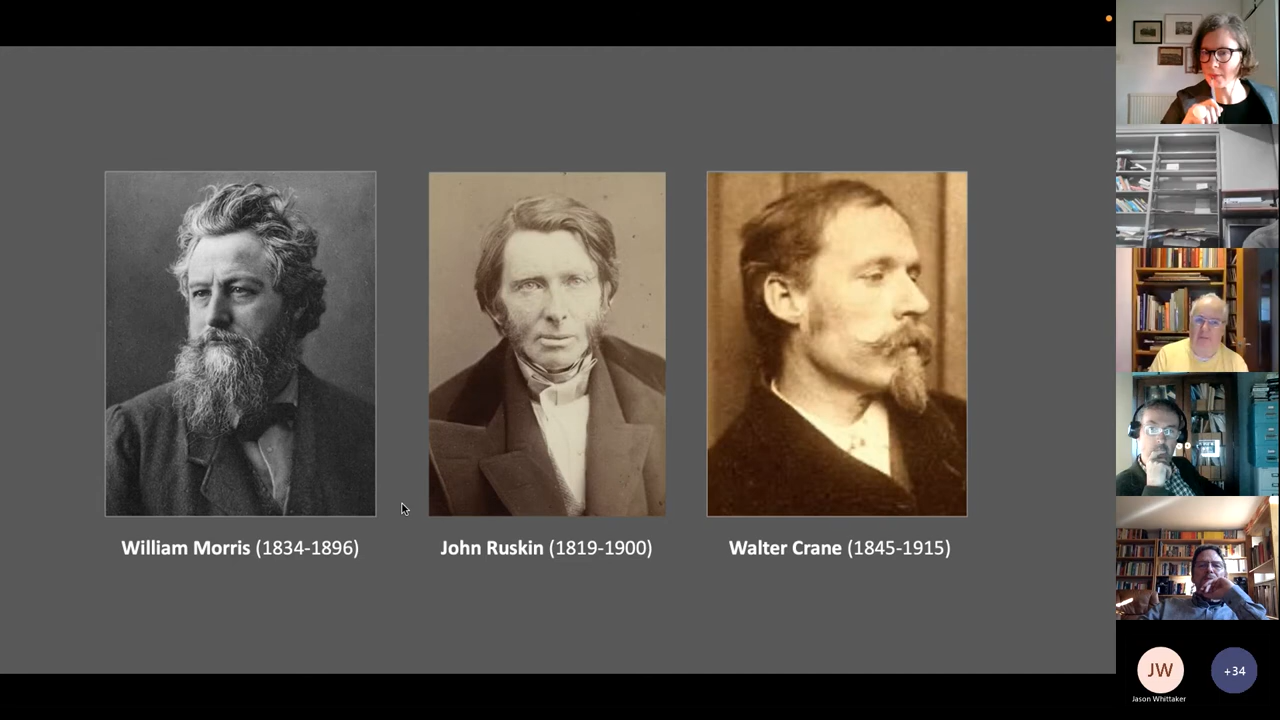 William Morris (1834-1896)
John Ruskin (1819-1900)
Walter Crane (1845-1915)
JW
+34
Jason Whittaker